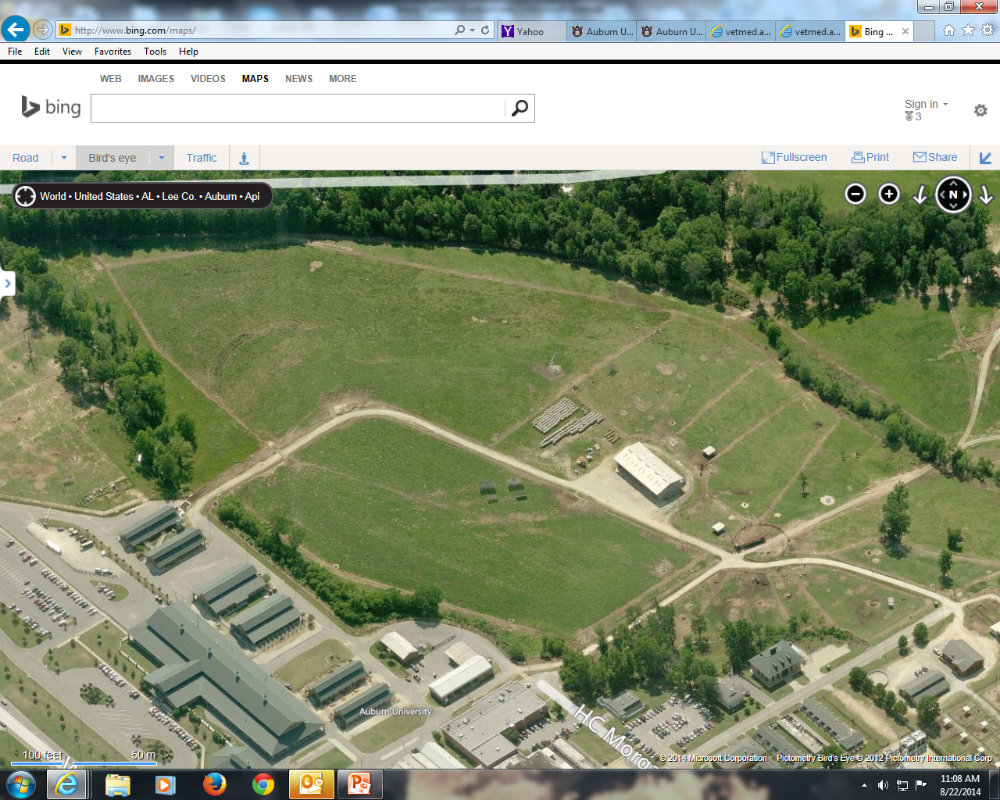 http://www.bing.com/maps/
Yahoo
Auburn U...
Auburn U...
vetmed.a...
vetmed.a...
Bing ...
File Edit View Favorites Tools Help
WEB IMAGES VIDEOS MAPS NEWS MORE
bing
Sign in
3
Road Bird's eye Traffic Fullscreen Print Share
World • United States • AL • Lee Co. • Auburn • Api
N
Auburn University
HC Morg
100 feet 50 m
© 2014 Microsoft Corporation Pictometry Bird's Eye © 2012 Pictometry International Corp
11:08 AM
8/22/2014